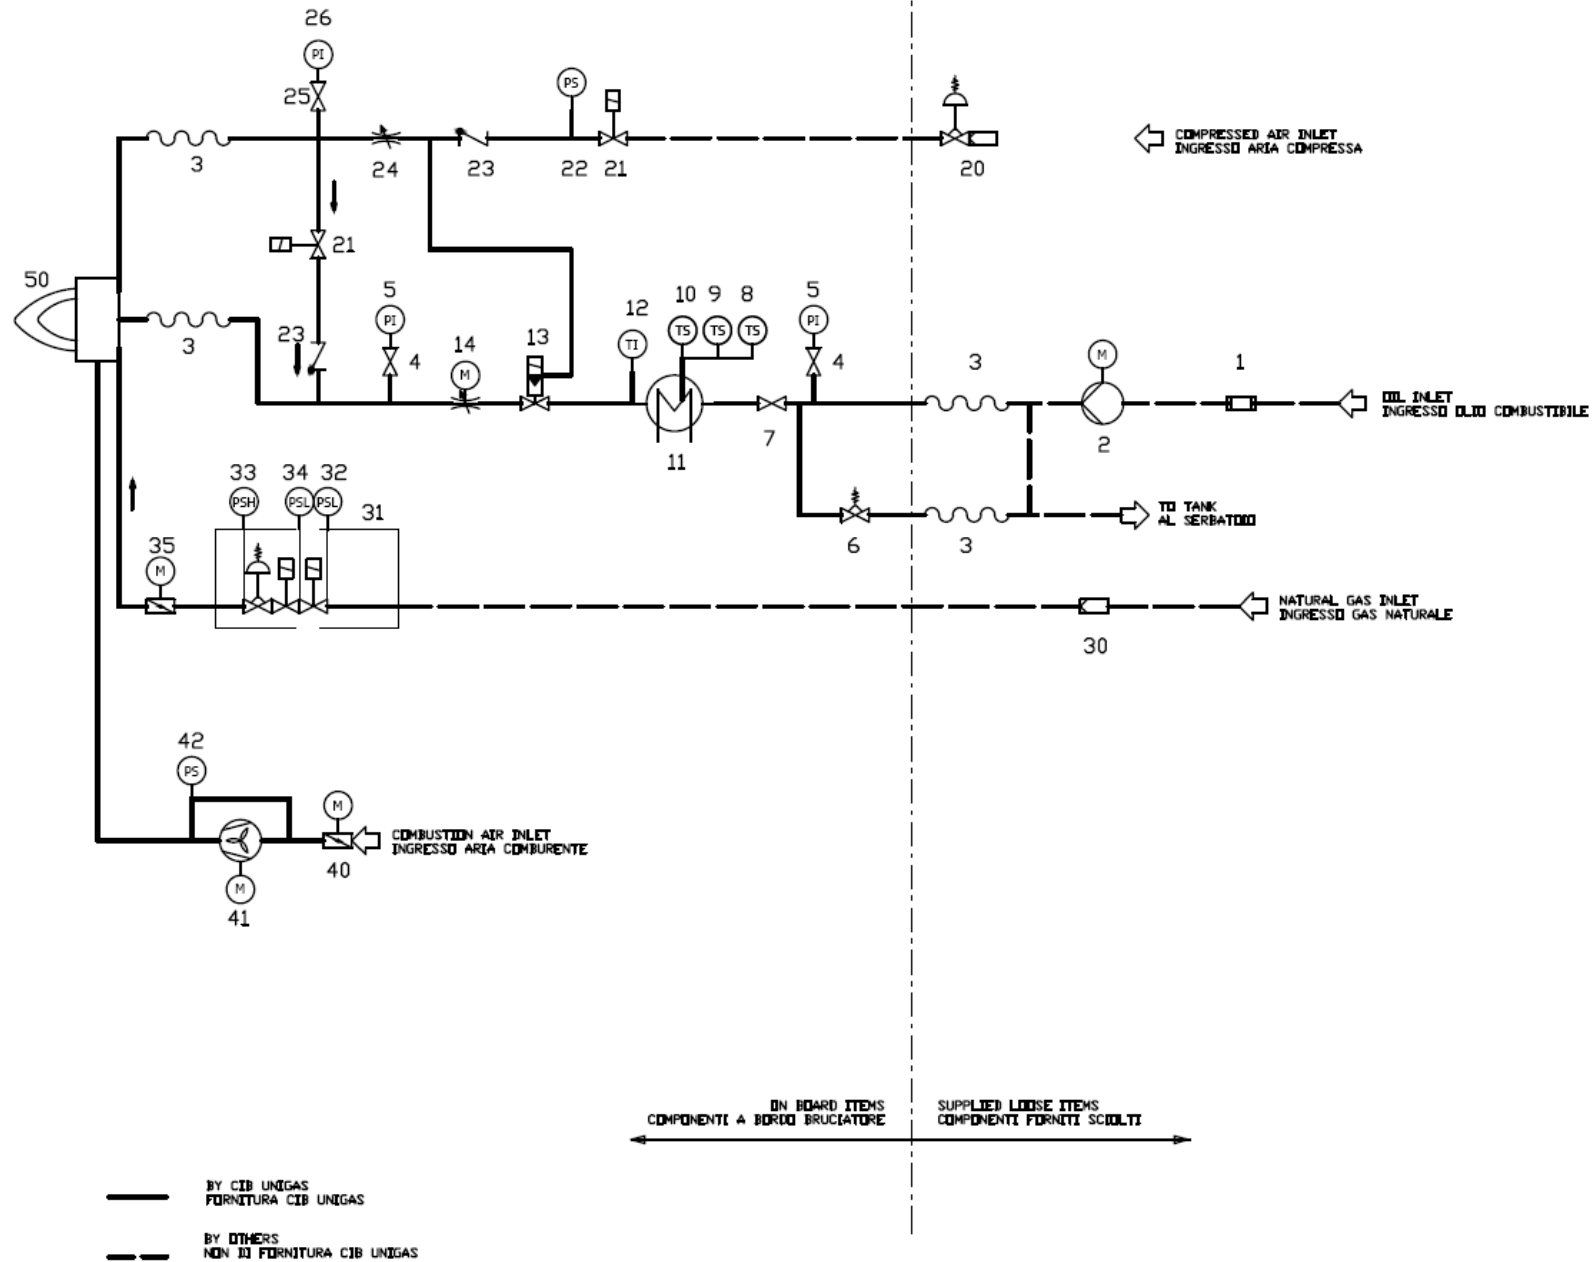 26
PI
25
PS
COMPRESSED AIR INLET
INGRESSO ARIA COMPRESSA
3
24
23
22
21
20
21
50
5
12
10
9
8
5
PI
TI
TS
TS
TS
PI
M
3
23
14
13
M
4
4
3
1
OIL INLET
INGRESSO OLIO COMBUSTIBILE
7
2
11
33
34
32
PSH
PSL
PSL
31
TO TANK
AL SERBATOIO
6
3
35
M
NATURAL GAS INLET
INGRESSO GAS NATURALE
30
42
PS
M
COMBUSTION AIR INLET
INGRESSO ARIA COMBURENTE
40
M
41
ON BOARD ITEMS
COMPONENTI A BORDO BRUCIATORE
SUPPLIED LOOSE ITEMS
COMPONENTI FORNITI SCIOLTI
BY CIB UNIGAS
FORNITURA CIB UNIGAS
BY OTHERS
NON DI FORNITURA CIB UNIGAS